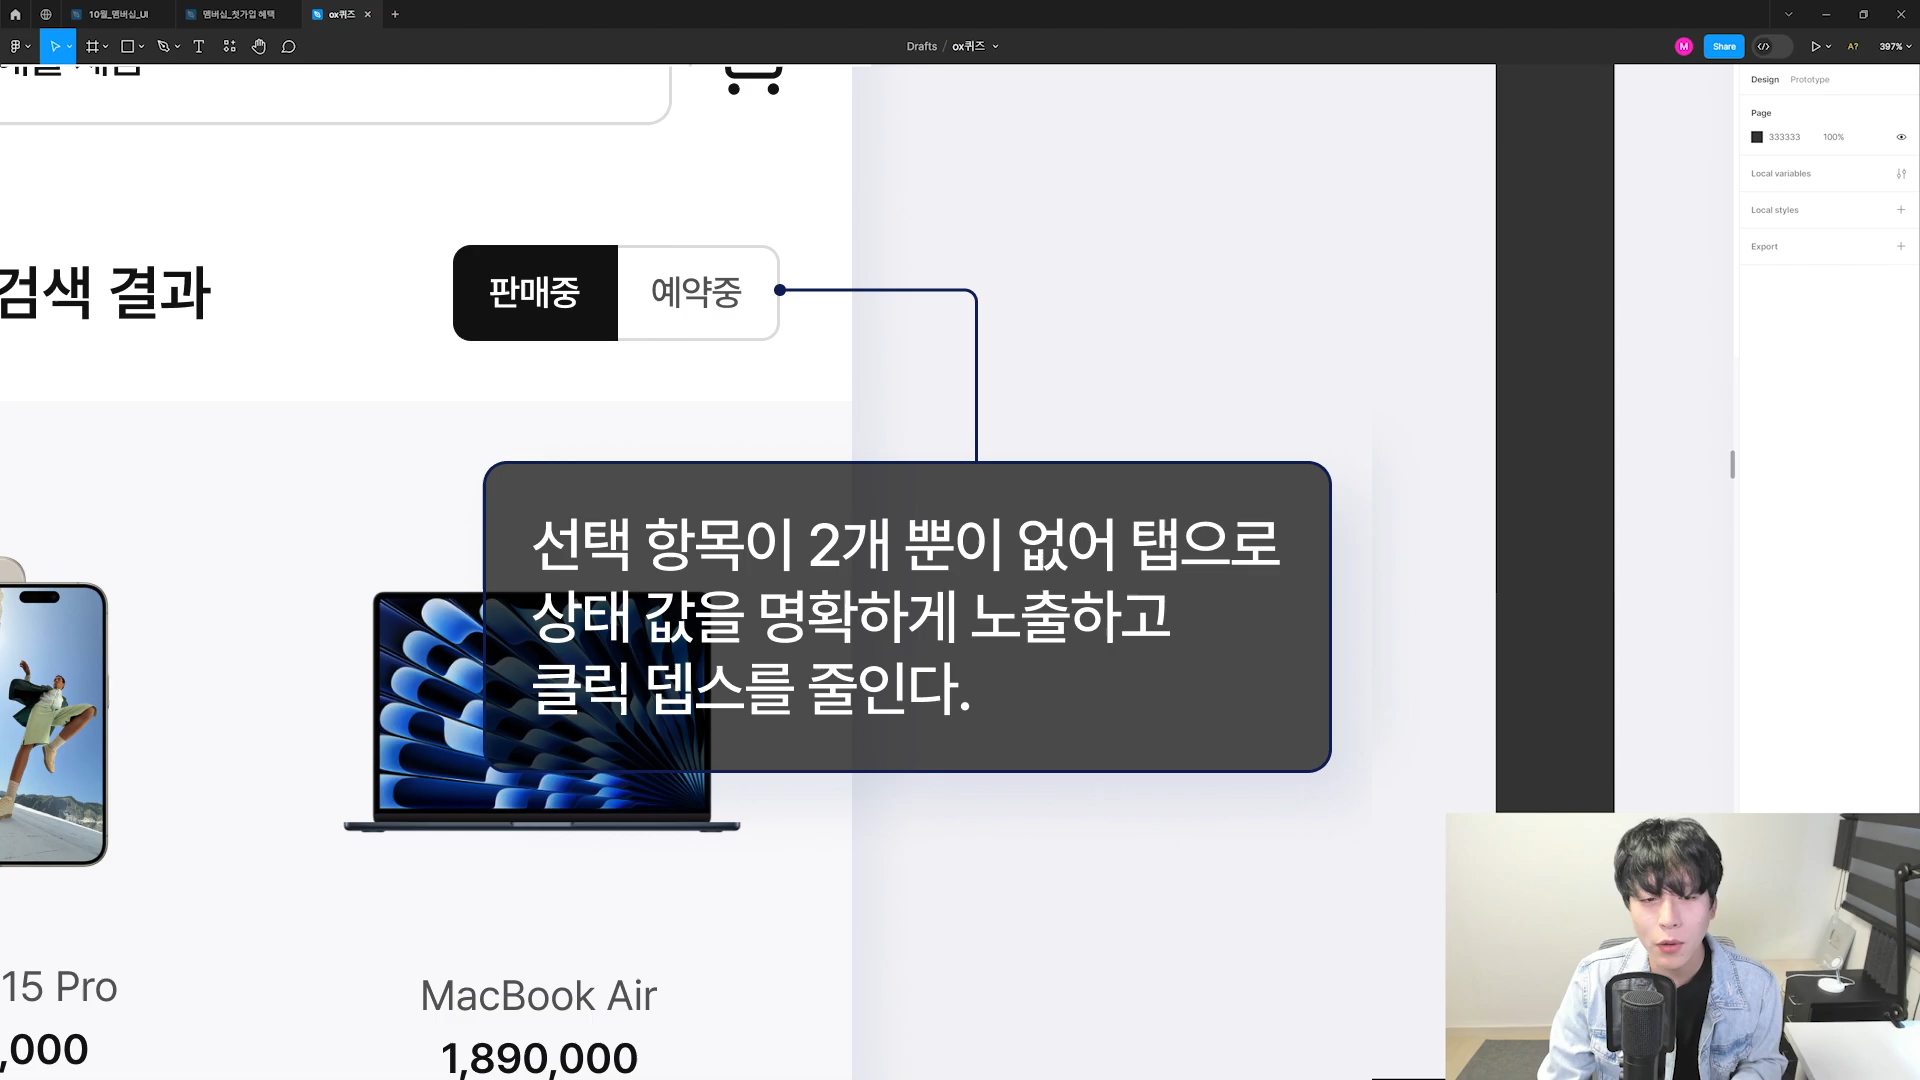 10월_멤버십_UI
멤버십_첫가입 혜택
ox퀴즈
Drafts / ox퀴즈
M
Share
A?
397%
Design
Prototype
Page
333333
100%
Local variables
Local styles
Export
검색 결과
판매중
예약중
선택 항목이 2개 뿐이 없어 탭으로
상태 값을 명확하게 노출하고
클릭 뎁스를 줄인다.
15 Pro
,000
MacBook Air
1,890,000